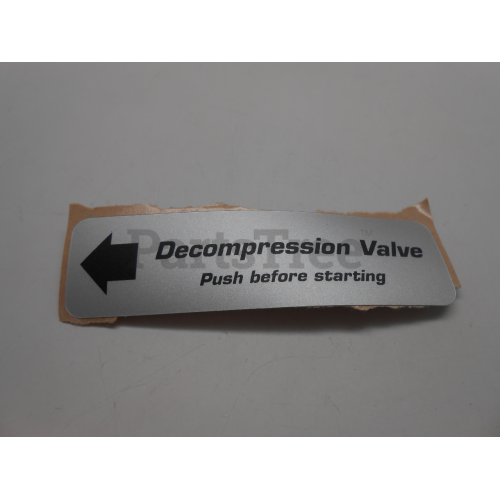 Decompression Valve
Push before starting
PartsTree